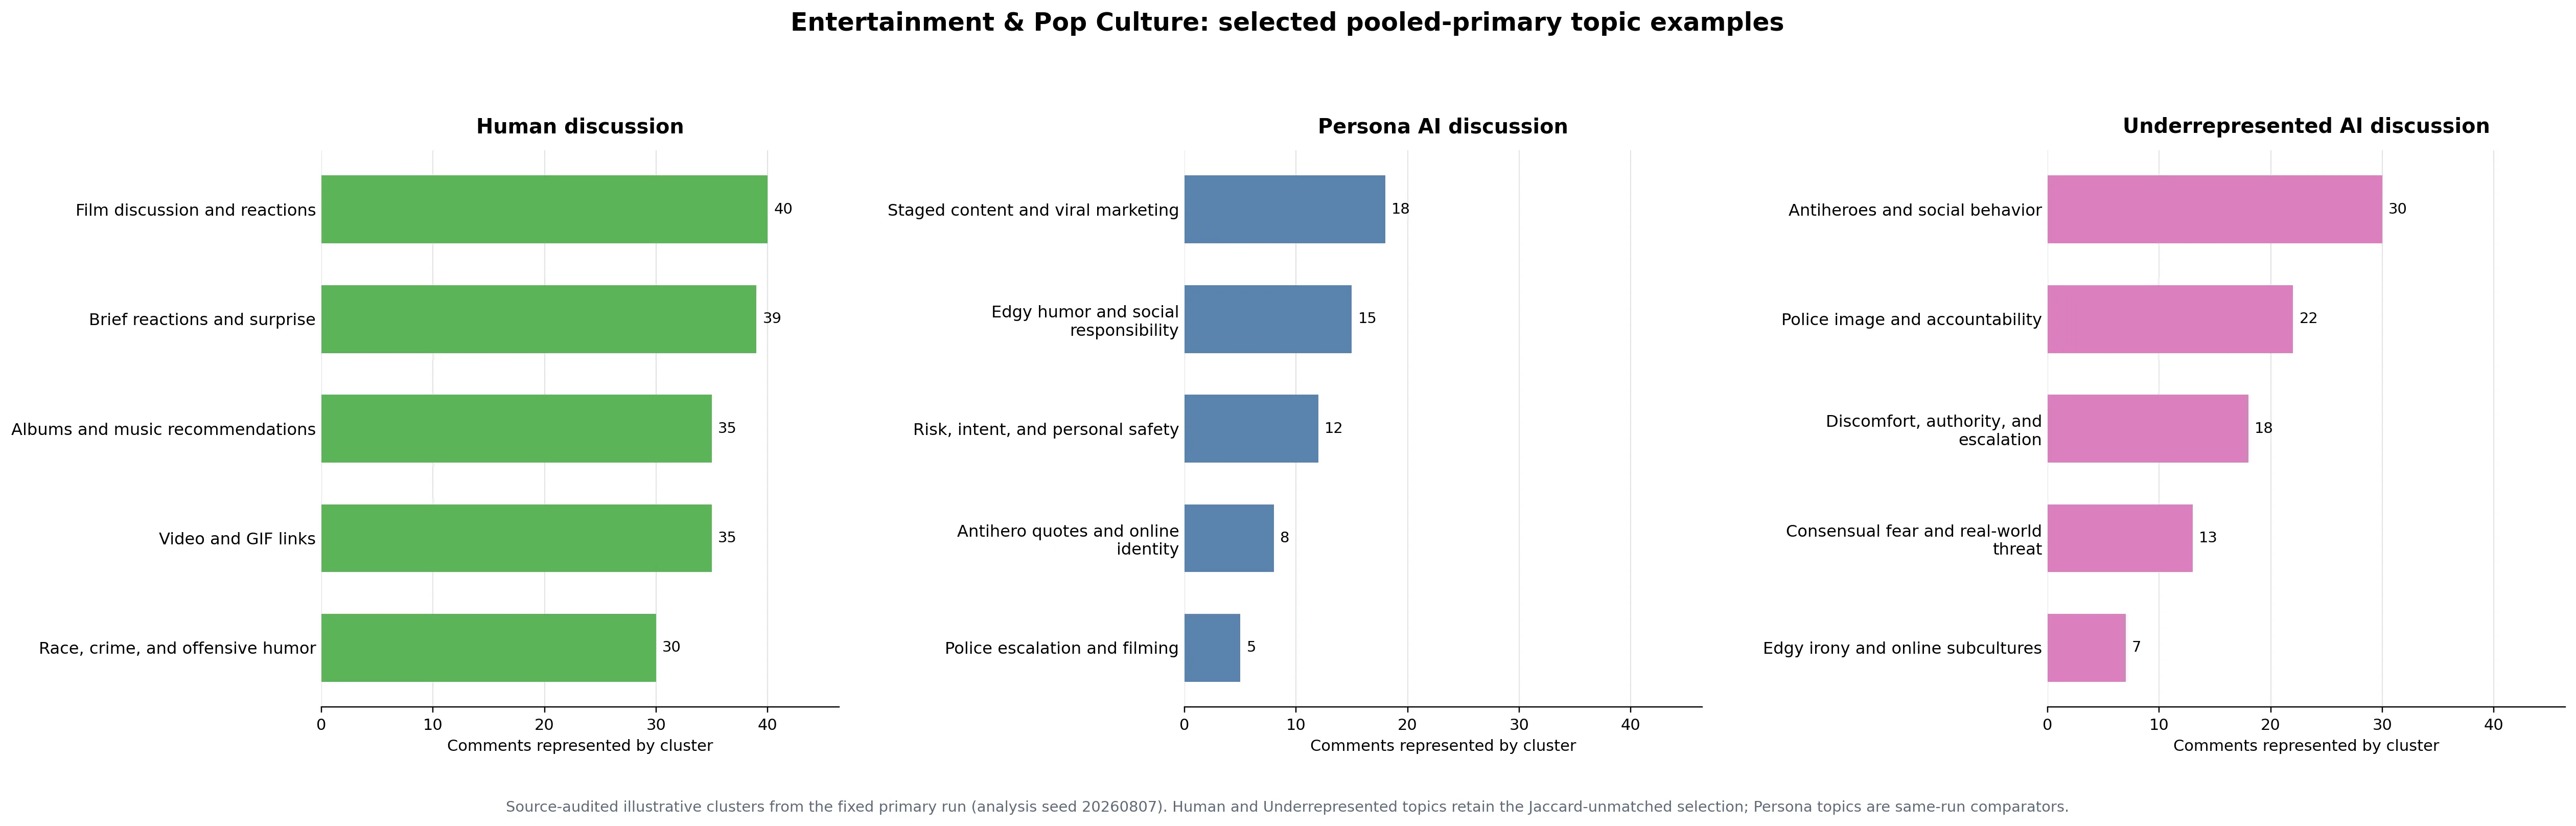 Entertainment & Pop Culture: selected pooled-primary topic examples
Human discussion
Film discussion and reactions
40
Brief reactions and surprise
39
Albums and music recommendations
35
Video and GIF links
35
Race, crime, and offensive humor
30
0 10 20 30 40
Comments represented by cluster
Persona AI discussion
Staged content and viral marketing
18
Edgy humor and social
responsibility
15
Risk, intent, and personal safety
12
Antihero quotes and online
identity
8
Police escalation and filming
5
0 10 20 30 40
Comments represented by cluster
Underrepresented AI discussion
Antiheroes and social behavior
30
Police image and accountability
22
Discomfort, authority, and
escalation
18
Consensual fear and real-world
threat
13
Edgy irony and online subcultures
7
0 10 20 30 40
Comments represented by cluster
Source-audited illustrative clusters from the fixed primary run (analysis seed 20260807). Human and Underrepresented topics retain the Jaccard-unmatched selection; Persona topics are same-run comparators.